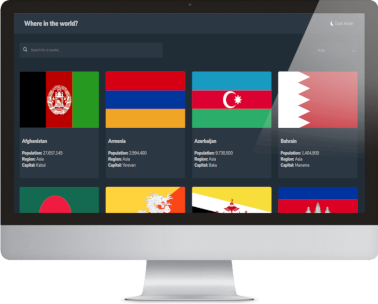 Where in the world?
Dark Mode
Search for a country
Asia
Afghanistan
Population: 27,657,145
Region: Asia
Capital: Kabul
Armenia
Population: 2,994,400
Region: Asia
Capital: Yerevan
Azerbaijan
Population: 9,730,500
Region: Asia
Capital: Baku
Bahrain
Population: 1,404,900
Region: Asia
Capital: Manama